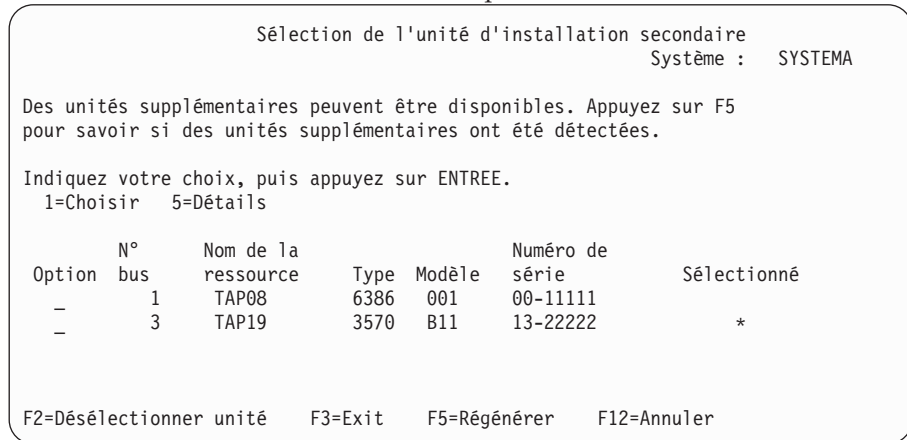 Sélection de l'unité d'installation secondaire
Système : SYSTEMA
Des unités supplémentaires peuvent être disponibles. Appuyez sur F5
pour savoir si des unités supplémentaires ont été détectées.
Indiquez votre choix, puis appuyez sur ENTREE.
1=Choisir 5=Détails
N° Nom de la Numéro de
Option bus ressource Type Modèle série Sélectionné
_ 1 TAP08 6386 001 00-11111
_ 3 TAP19 3570 B11 13-22222 *
F2=Désélectionner unité F3=Exit F5=Régénérer F12=Annuler